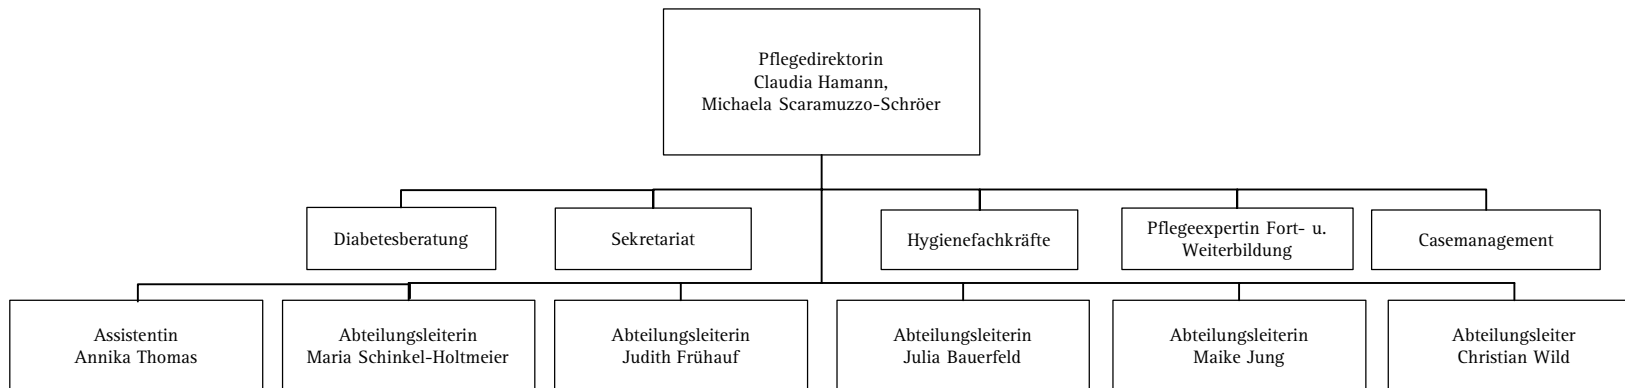 Pflegedirektorin
Claudia Hamann,
Michaela Scaramuzzo-Schröer
Diabetesberatung
Sekretariat
Hygienefachkräfte
Pflegeexpertin Fort- u.
Weiterbildung
Casemanagement
Assistentin
Annika Thomas
Abteilungsleiterin
Maria Schinkel-Holtmeier
Abteilungsleiterin
Judith Frühauf
Abteilungsleiterin
Julia Bauerfeld
Abteilungsleiterin
Maike Jung
Abteilungsleiter
Christian Wild